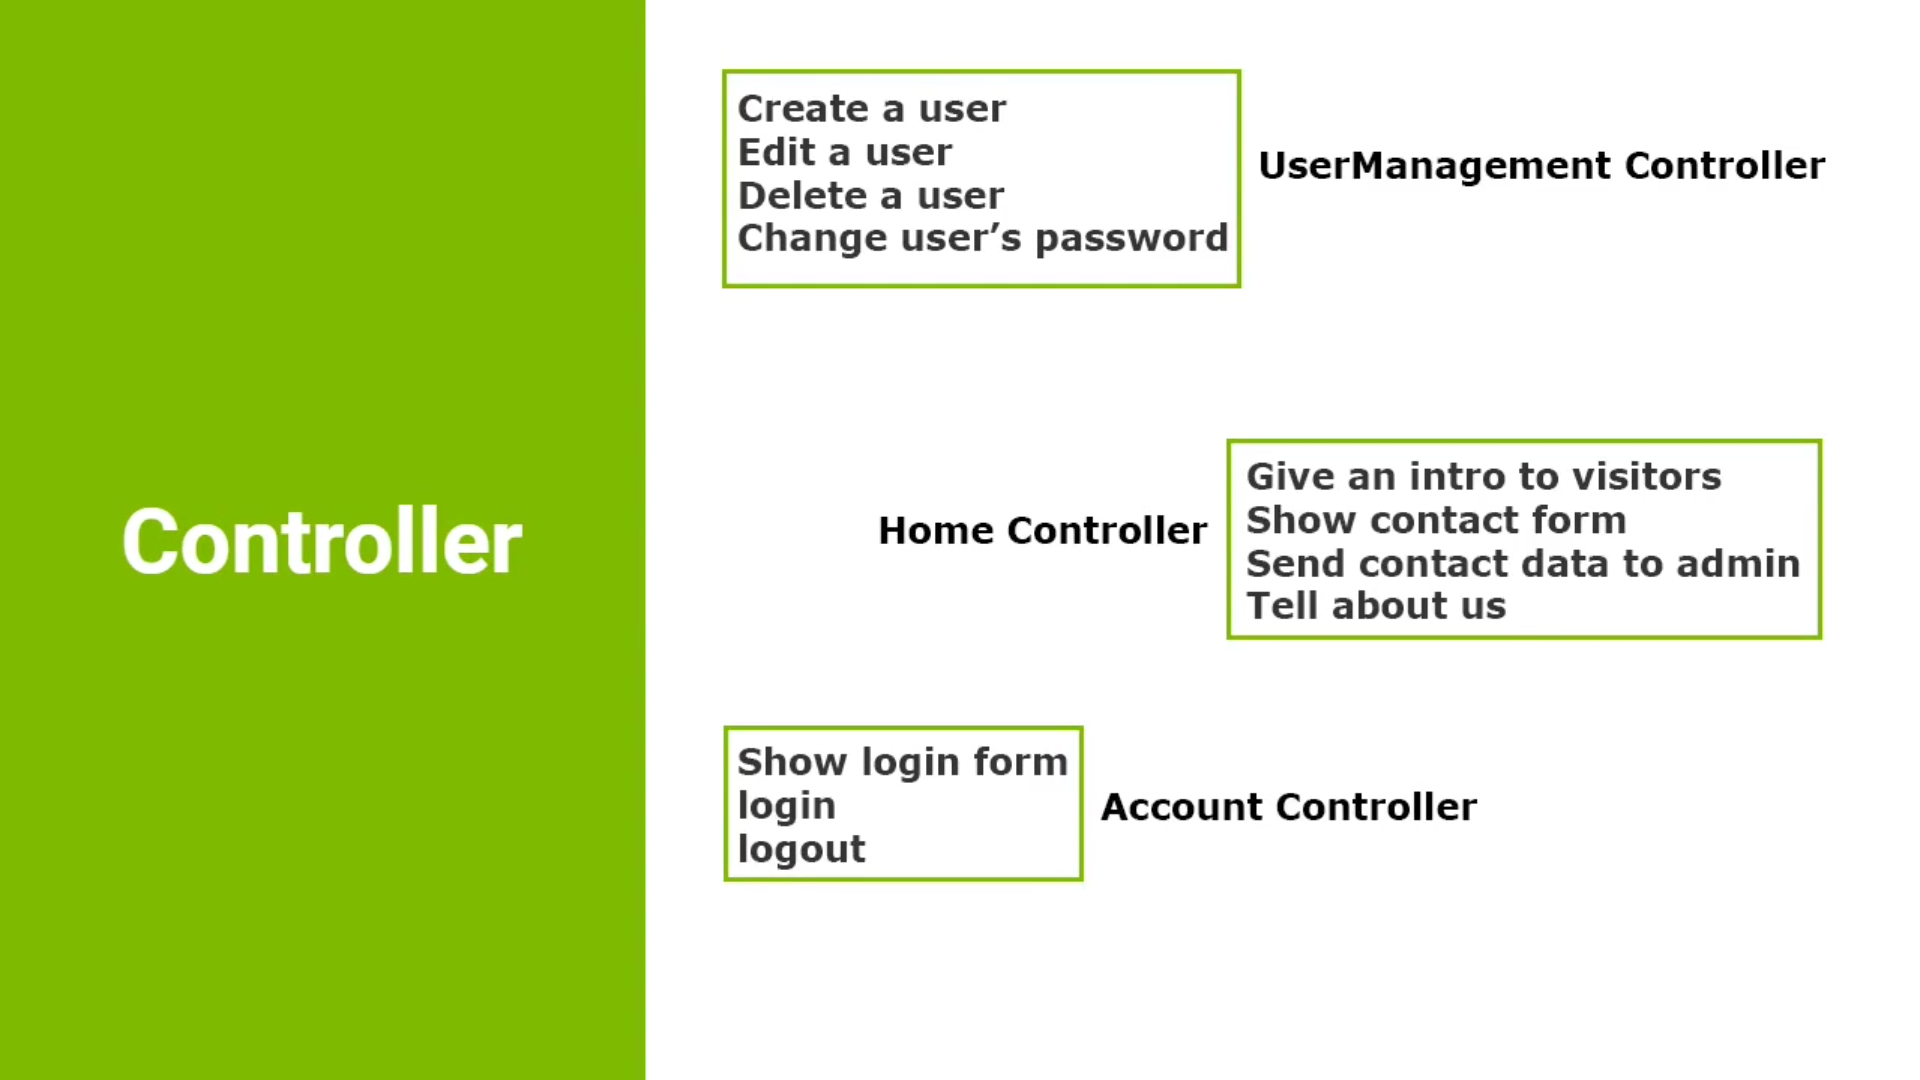 Controller
Create a user
Edit a user
Delete a user
Change user’s password
UserManagement Controller
Home Controller
Give an intro to visitors
Show contact form
Send contact data to admin
Tell about us
Show login form
login
logout
Account Controller